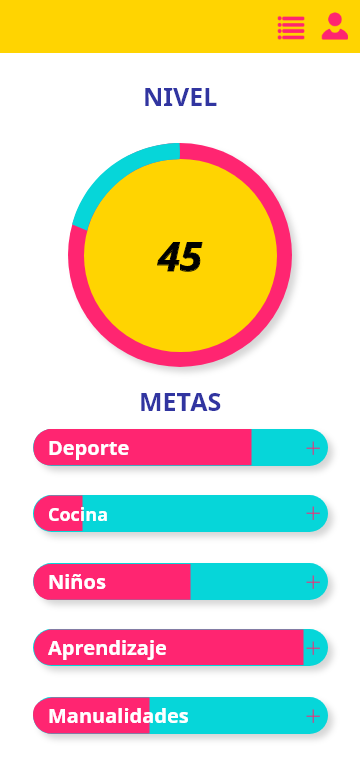 NIVEL
45
METAS
Deporte +
Cocina +
Niños +
Aprendizaje +
Manualidades +